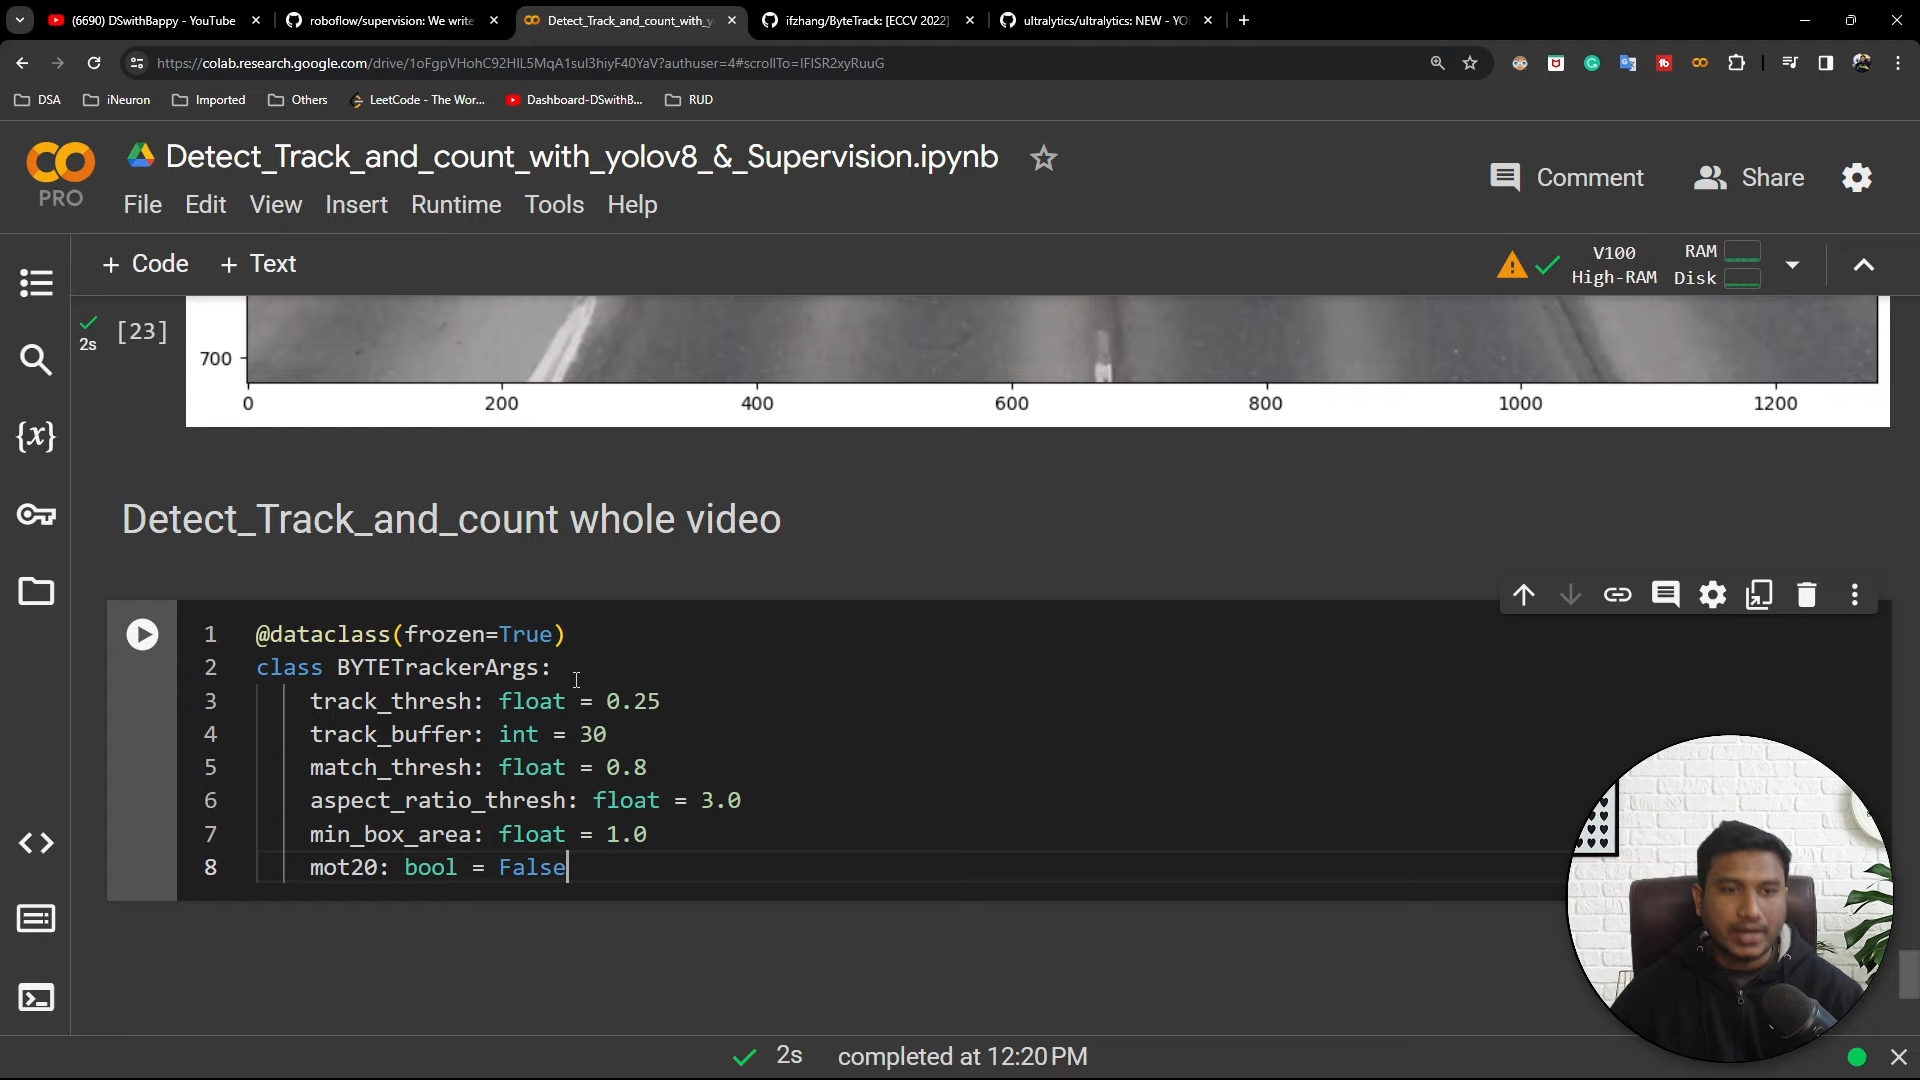 (6690) DSwithBappy - YouTube
roboflow/supervision: We write
Detect_Track_and_count_with_y
ifzhang/ByteTrack: [ECCV 2022]
ultralytics/ultralytics: NEW - YO
https://colab.research.google.com/drive/1oFgpVHohC92HIL5MqA1sul3hiyF40YaV?authuser=4#scrollTo=IFISR2xyRuuG
DSA
iNeuron
Imported
Others
LeetCode - The Wor...
Dashboard-DSwithB...
RUD
PRO
Detect_Track_and_count_with_yolov8_&_Supervision.ipynb
File Edit View Insert Runtime Tools Help
Comment
Share
+ Code + Text
V100
High-RAM
RAM
Disk
2s
[23]
700
0 200 400 600 800 1000 1200
{x}
Detect_Track_and_count whole video
1 @dataclass(frozen=True)
2 class BYTETrackerArgs:
3 track_thresh: float = 0.25
4 track_buffer: int = 30
5 match_thresh: float = 0.8
6 aspect_ratio_thresh: float = 3.0
7 min_box_area: float = 1.0
8 mot20: bool = False
2s completed at 12:20 PM